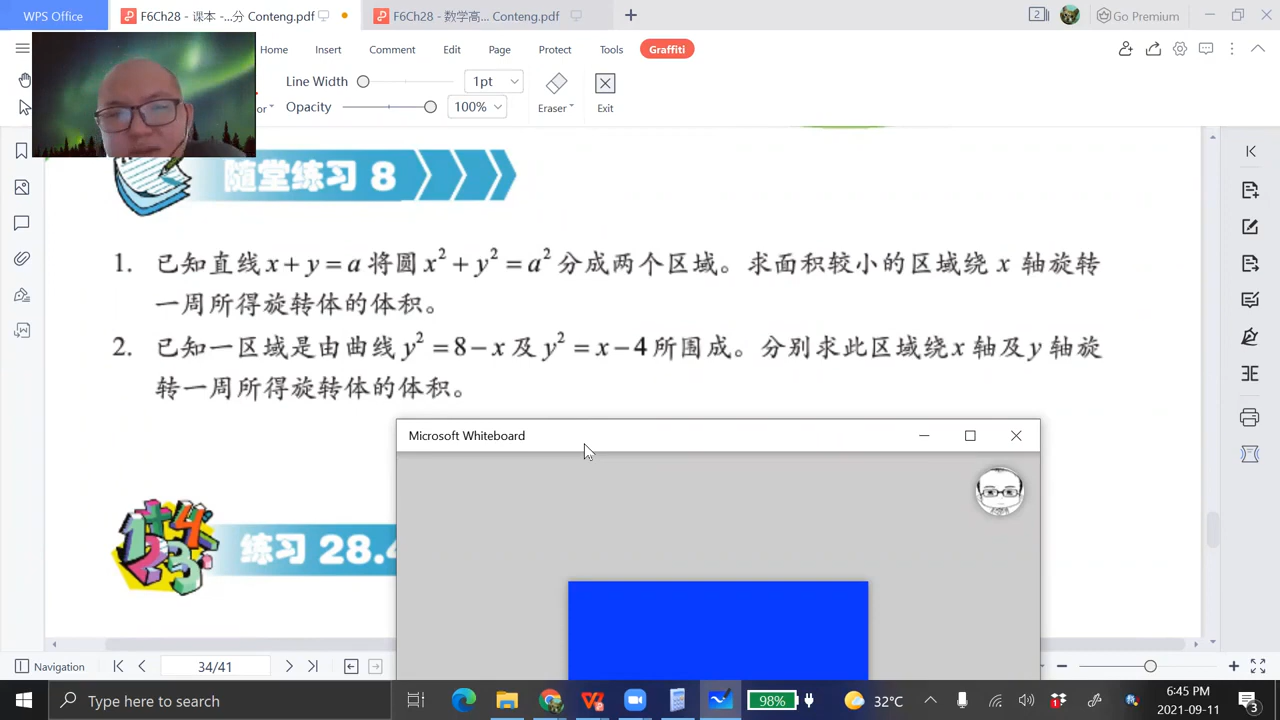 WPS Office
F6Ch28 - 课本 -...分 Conteng.pdf
F6Ch28 - 数学高... Conteng.pdf
2
Go Premium
Home
Insert
Comment
Edit
Page
Protect
Tools
Graffiti
Line Width
1pt
Opacity
100%
Eraser
Exit
随堂练习 8
1. 已知直线 x + y = a 将圆 x² + y² = a² 分成两个区域。求面积较小的区域绕 x 轴旋转
一周所得旋转体的体积。
2. 已知一区域是由曲线 y² = 8 − x 及 y² = x − 4 所围成。分别求此区域绕 x 轴及 y 轴旋
转一周所得旋转体的体积。
Microsoft Whiteboard
1+4
2 3
练习 28.4
Navigation
34/41
Type here to search
98%
32°C
6:45 PM
2021-09-11
3